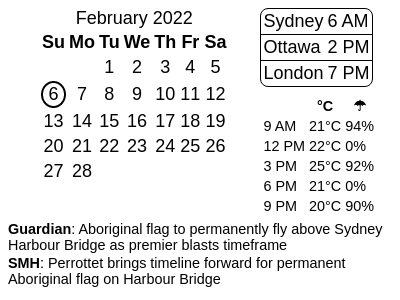 February 2022
Su Mo Tu We Th Fr Sa
1 2 3 4 5
6 7 8 9 10 11 12
13 14 15 16 17 18 19
20 21 22 23 24 25 26
27 28
Sydney 6 AM
Ottawa 2 PM
London 7 PM
°C ☂
9 AM 21°C 94%
12 PM 22°C 0%
3 PM 25°C 92%
6 PM 21°C 0%
9 PM 20°C 90%
Guardian: Aboriginal flag to permanently fly above Sydney
Harbour Bridge as premier blasts timeframe
SMH: Perrottet brings timeline forward for permanent
Aboriginal flag on Harbour Bridge